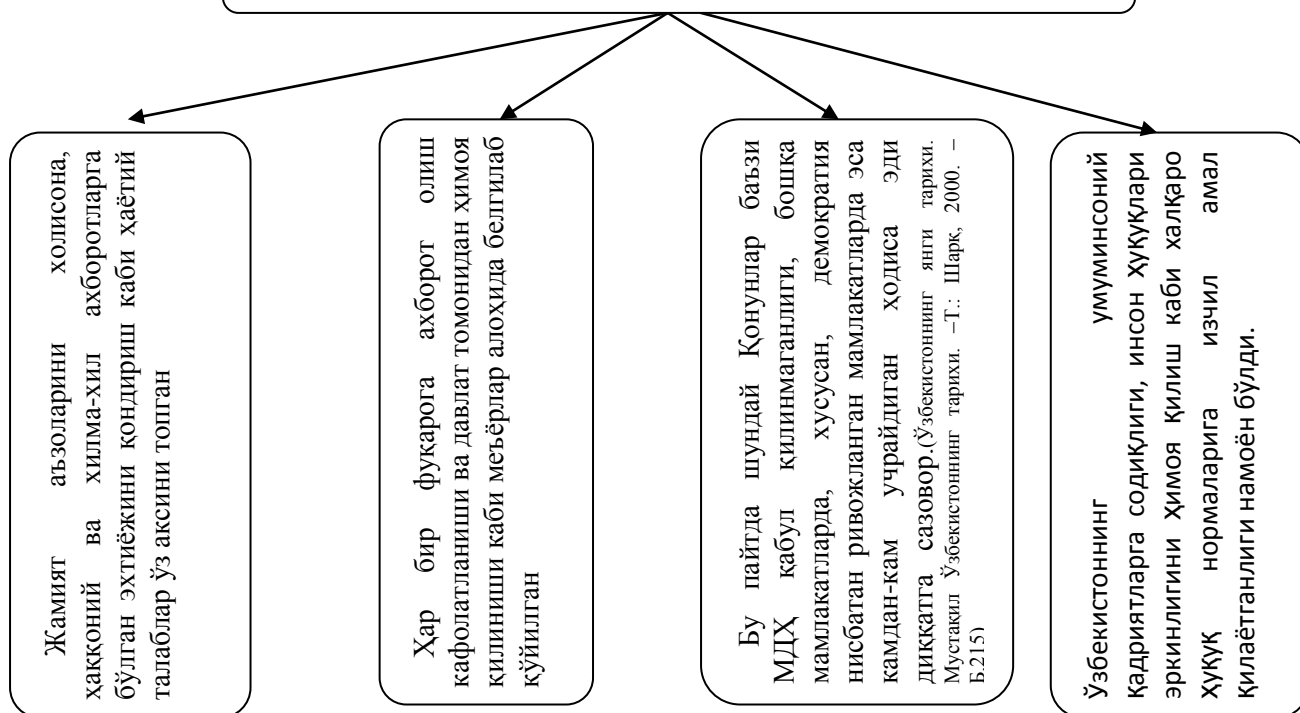 Жамият аъзоларини холисона,
ҳаққоний ва хилма-хил ахборотларга
бўлган эхтиёжини қондириш каби ҳаётий
талаблар ўз аксини топган
Ҳар бир фуқарога ахборот олиш
кафолатланиши ва давлат томонидан ҳимоя
қилиниши каби меъёрлар алоҳида белгилаб
қўйилган
Бу пайтда шундай Қонунлар баъзи
МДҲ қабул қилинмаганлиги, бошқа
мамлакатларда, хусусан, демократия
нисбатан ривожланган мамлакатларда эса
камдан-кам учрайдиган ҳодиса эди
диққатга сазовор.(Ўзбекистоннинг янги тарихи.
Мустақил Ўзбекистоннинг тарихи. –Т.: Шарқ, 2000. –
Б.215)
Ўзбекистоннинг умуминсоний
қадриятларга содиқлиги, инсон ҳуқуқлари
эркинлигини ҳимоя қилиш каби халқаро
ҳуқуқ нормаларига изчил амал
қилаётганлиги намоён бўлди.